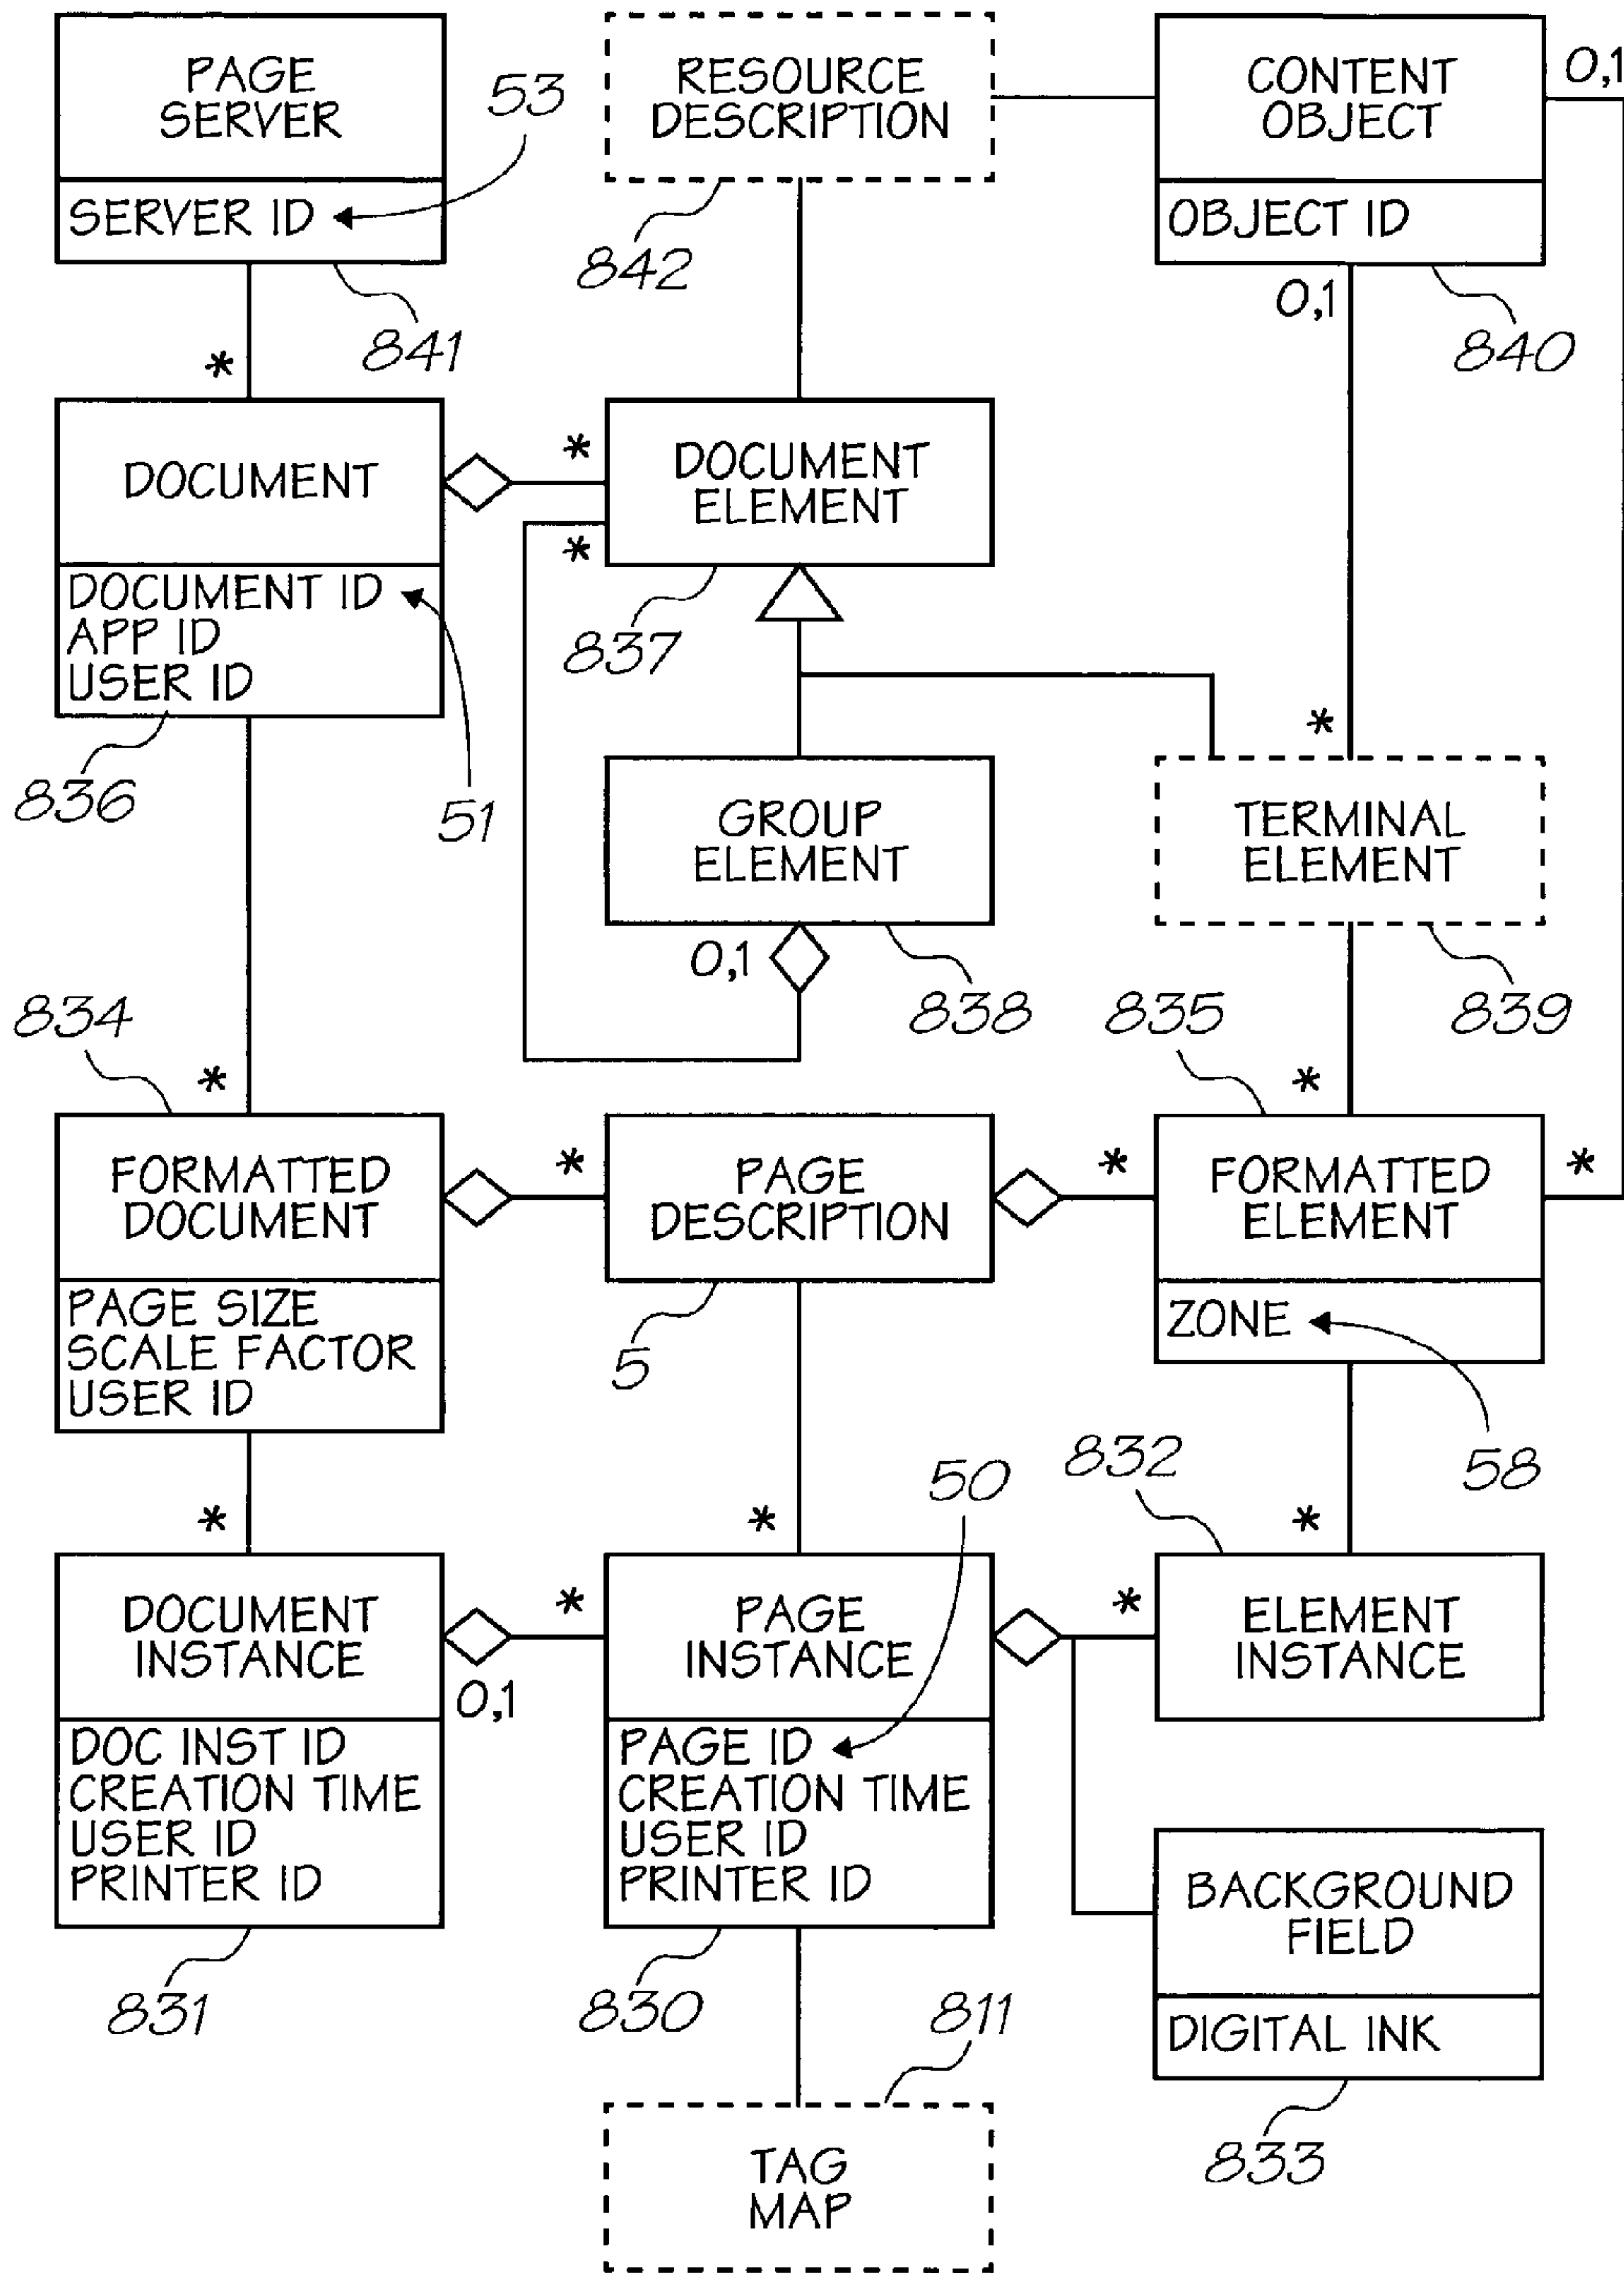 PAGE
SERVER
SERVER ID
53
841
*
RESOURCE
DESCRIPTION
842
CONTENT
OBJECT
OBJECT ID
0,1
0,1
840
DOCUMENT
DOCUMENT ID
APP ID
USER ID
836
51
*
*
DOCUMENT
ELEMENT
837
GROUP
ELEMENT
0,1
838
*
TERMINAL
ELEMENT
839
834
*
FORMATTED
DOCUMENT
PAGE SIZE
SCALE FACTOR
USER ID
*
PAGE
DESCRIPTION
5
835
*
*
*
FORMATTED
ELEMENT
ZONE
58
*
DOCUMENT
INSTANCE
DOC INST ID
CREATION TIME
USER ID
PRINTER ID
831
0,1
*
*
50
PAGE
INSTANCE
PAGE ID
CREATION TIME
USER ID
PRINTER ID
830
832
*
*
ELEMENT
INSTANCE
BACKGROUND
FIELD
DIGITAL INK
833
811
TAG
MAP